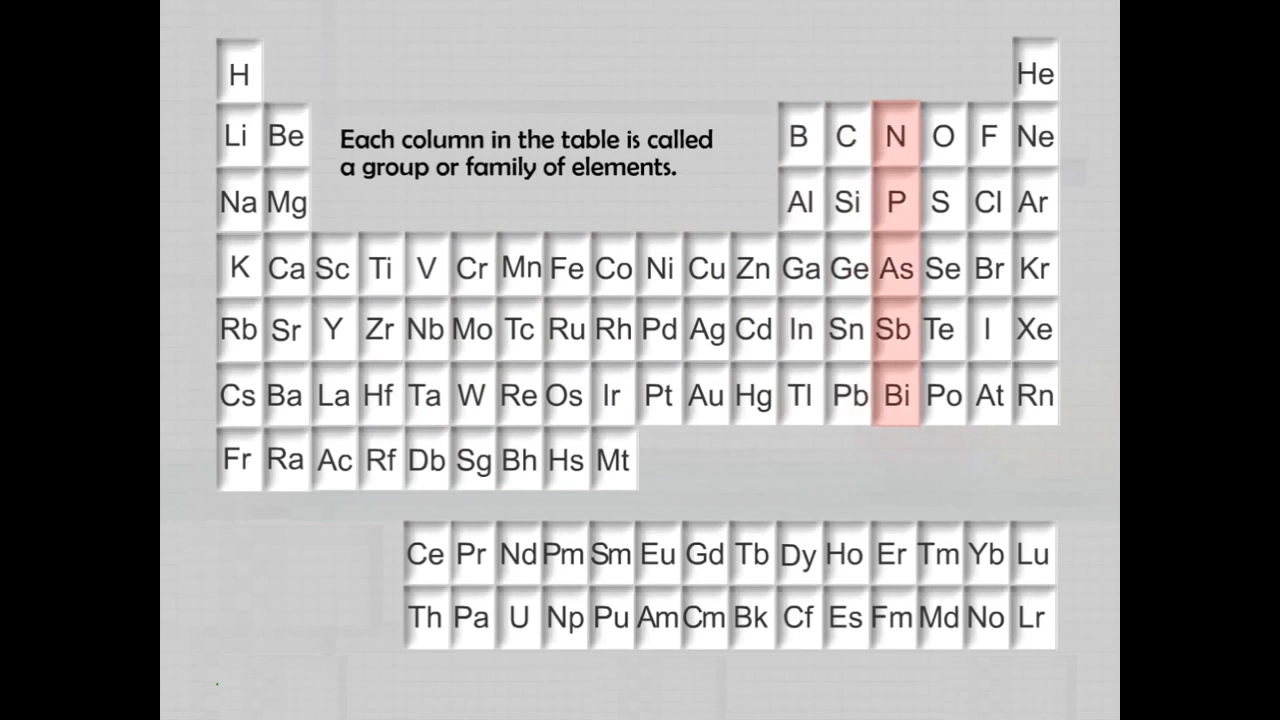 H He
Li Be B C N O F Ne
Each column in the table is called
a group or family of elements.
Na Mg Al Si P S Cl Ar
K Ca Sc Ti V Cr Mn Fe Co Ni Cu Zn Ga Ge As Se Br Kr
Rb Sr Y Zr Nb Mo Tc Ru Rh Pd Ag Cd In Sn Sb Te I Xe
Cs Ba La Hf Ta W Re Os Ir Pt Au Hg Tl Pb Bi Po At Rn
Fr Ra Ac Rf Db Sg Bh Hs Mt
Ce Pr Nd Pm Sm Eu Gd Tb Dy Ho Er Tm Yb Lu
Th Pa U Np Pu Am Cm Bk Cf Es Fm Md No Lr